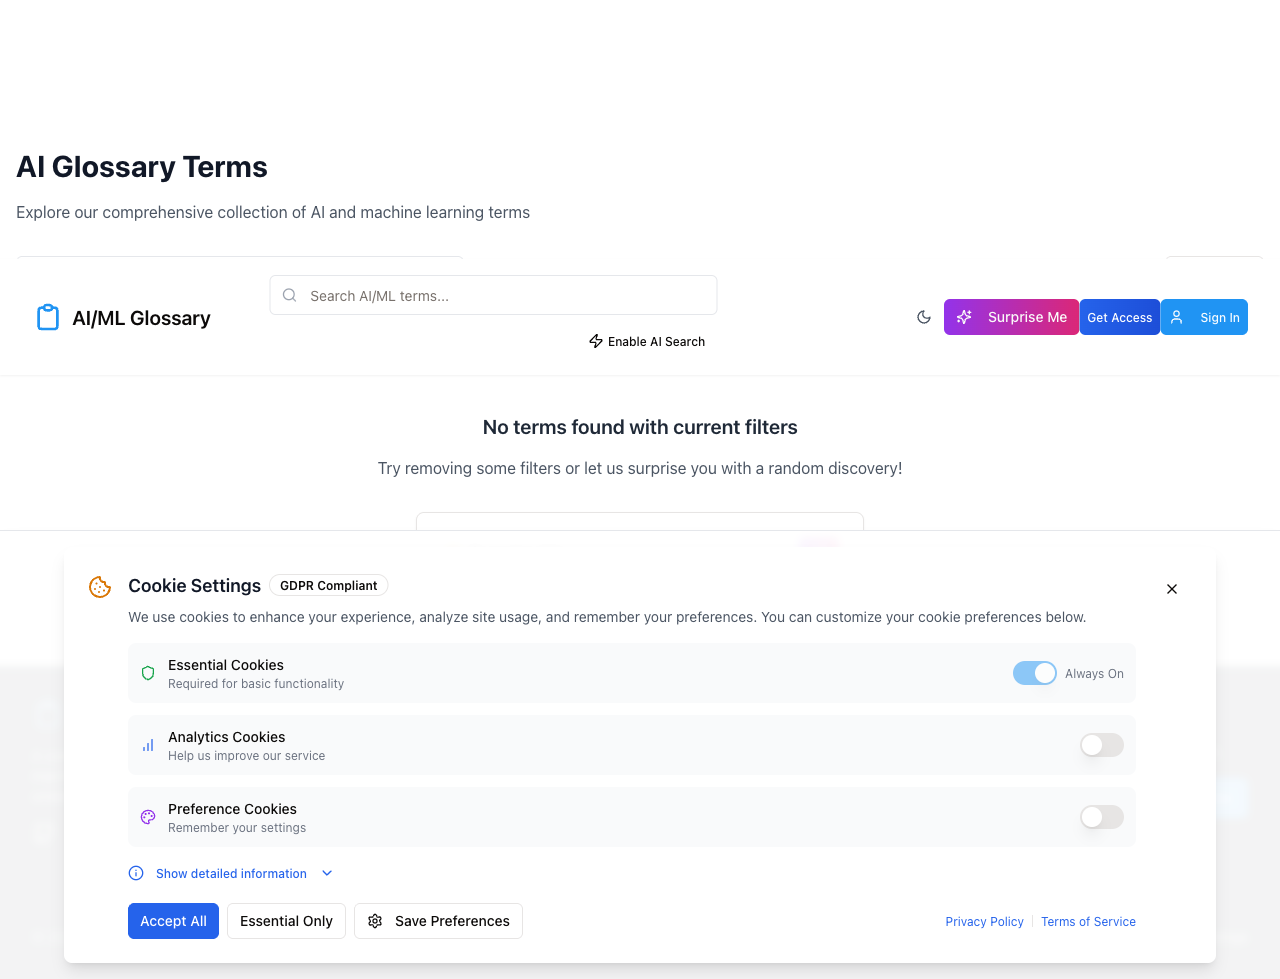 AI Glossary Terms
Explore our comprehensive collection of AI and machine learning terms
AI/ML Glossary
Search AI/ML terms...
Enable AI Search
Surprise Me
Get Access
Sign In
No terms found with current filters
Try removing some filters or let us surprise you with a random discovery!
Cookie Settings
GDPR Compliant
We use cookies to enhance your experience, analyze site usage, and remember your preferences. You can customize your cookie preferences below.
Essential Cookies
Required for basic functionality
Always On
Analytics Cookies
Help us improve our service
Preference Cookies
Remember your settings
Show detailed information
Accept All
Essential Only
Save Preferences
Privacy Policy
Terms of Service